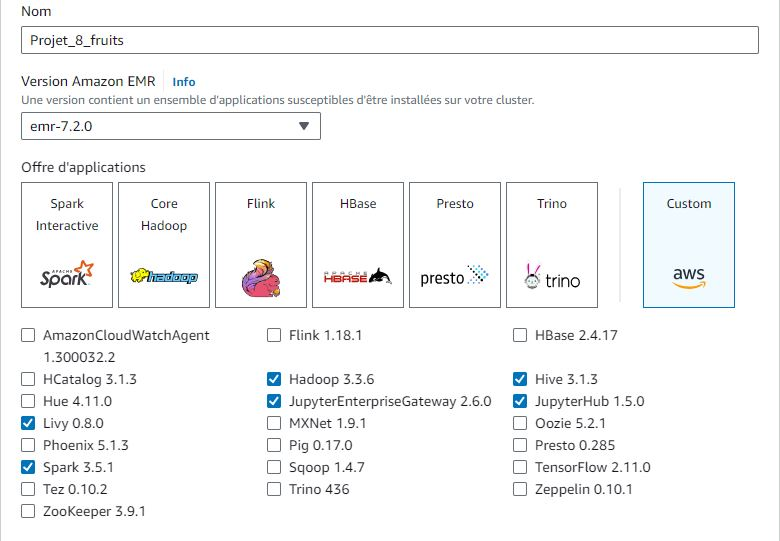 Nom
Projet_8_fruits
Version Amazon EMR Info
Une version contient un ensemble d'applications susceptibles d'être installées sur votre cluster.
emr-7.2.0
Offre d'applications
Spark Interactive
APACHE Spark
Core Hadoop
hadoop
Flink
HBase
APACHE HBASE
Presto
presto
Trino
trino
Custom
aws
AmazonCloudWatchAgent 1.300032.2
Flink 1.18.1
HBase 2.4.17
HCatalog 3.1.3
Hadoop 3.3.6
Hive 3.1.3
Hue 4.11.0
JupyterEnterpriseGateway 2.6.0
JupyterHub 1.5.0
Livy 0.8.0
MXNet 1.9.1
Oozie 5.2.1
Phoenix 5.1.3
Pig 0.17.0
Presto 0.285
Spark 3.5.1
Sqoop 1.4.7
TensorFlow 2.11.0
Tez 0.10.2
Trino 436
Zeppelin 0.10.1
ZooKeeper 3.9.1